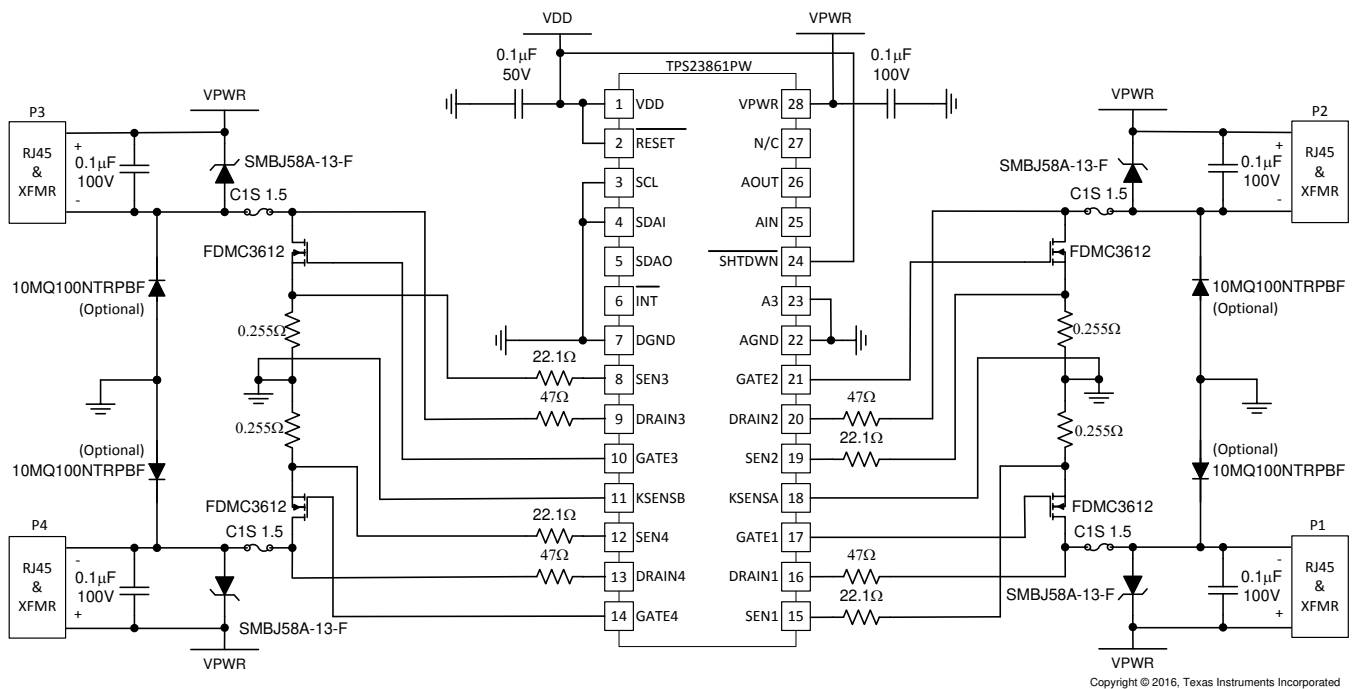 VDD
VPWR
0.1μF
50V
0.1μF
100V
TPS23861PW
1 VDD
2 RESET
3 SCL
4 SDAI
5 SDAO
6 INT
7 DGND
8 SEN3
9 DRAIN3
10 GATE3
11 KSENSB
12 SEN4
13 DRAIN4
14 GATE4
VPWR 28
N/C 27
AOUT 26
AIN 25
SHTDWN 24
A3 23
AGND 22
GATE2 21
DRAIN2 20
SEN2 19
KSENSA 18
GATE1 17
DRAIN1 16
SEN1 15
P3
RJ45
&
XFMR
+
-
0.1μF
100V
VPWR
SMBJ58A-13-F
C1S 1.5
FDMC3612
10MQ100NTRPBF
(Optional)
0.255Ω
22.1Ω
47Ω
0.255Ω
(Optional)
10MQ100NTRPBF
FDMC3612
C1S 1.5
22.1Ω
47Ω
P4
RJ45
&
XFMR
-
+
0.1μF
100V
SMBJ58A-13-F
VPWR
P2
RJ45
&
XFMR
+
-
0.1μF
100V
VPWR
SMBJ58A-13-F
C1S 1.5
FDMC3612
10MQ100NTRPBF
(Optional)
0.255Ω
47Ω
22.1Ω
0.255Ω
(Optional)
10MQ100NTRPBF
FDMC3612
C1S 1.5
47Ω
22.1Ω
P1
RJ45
&
XFMR
-
+
0.1μF
100V
SMBJ58A-13-F
VPWR
Copyright © 2016, Texas Instruments Incorporated